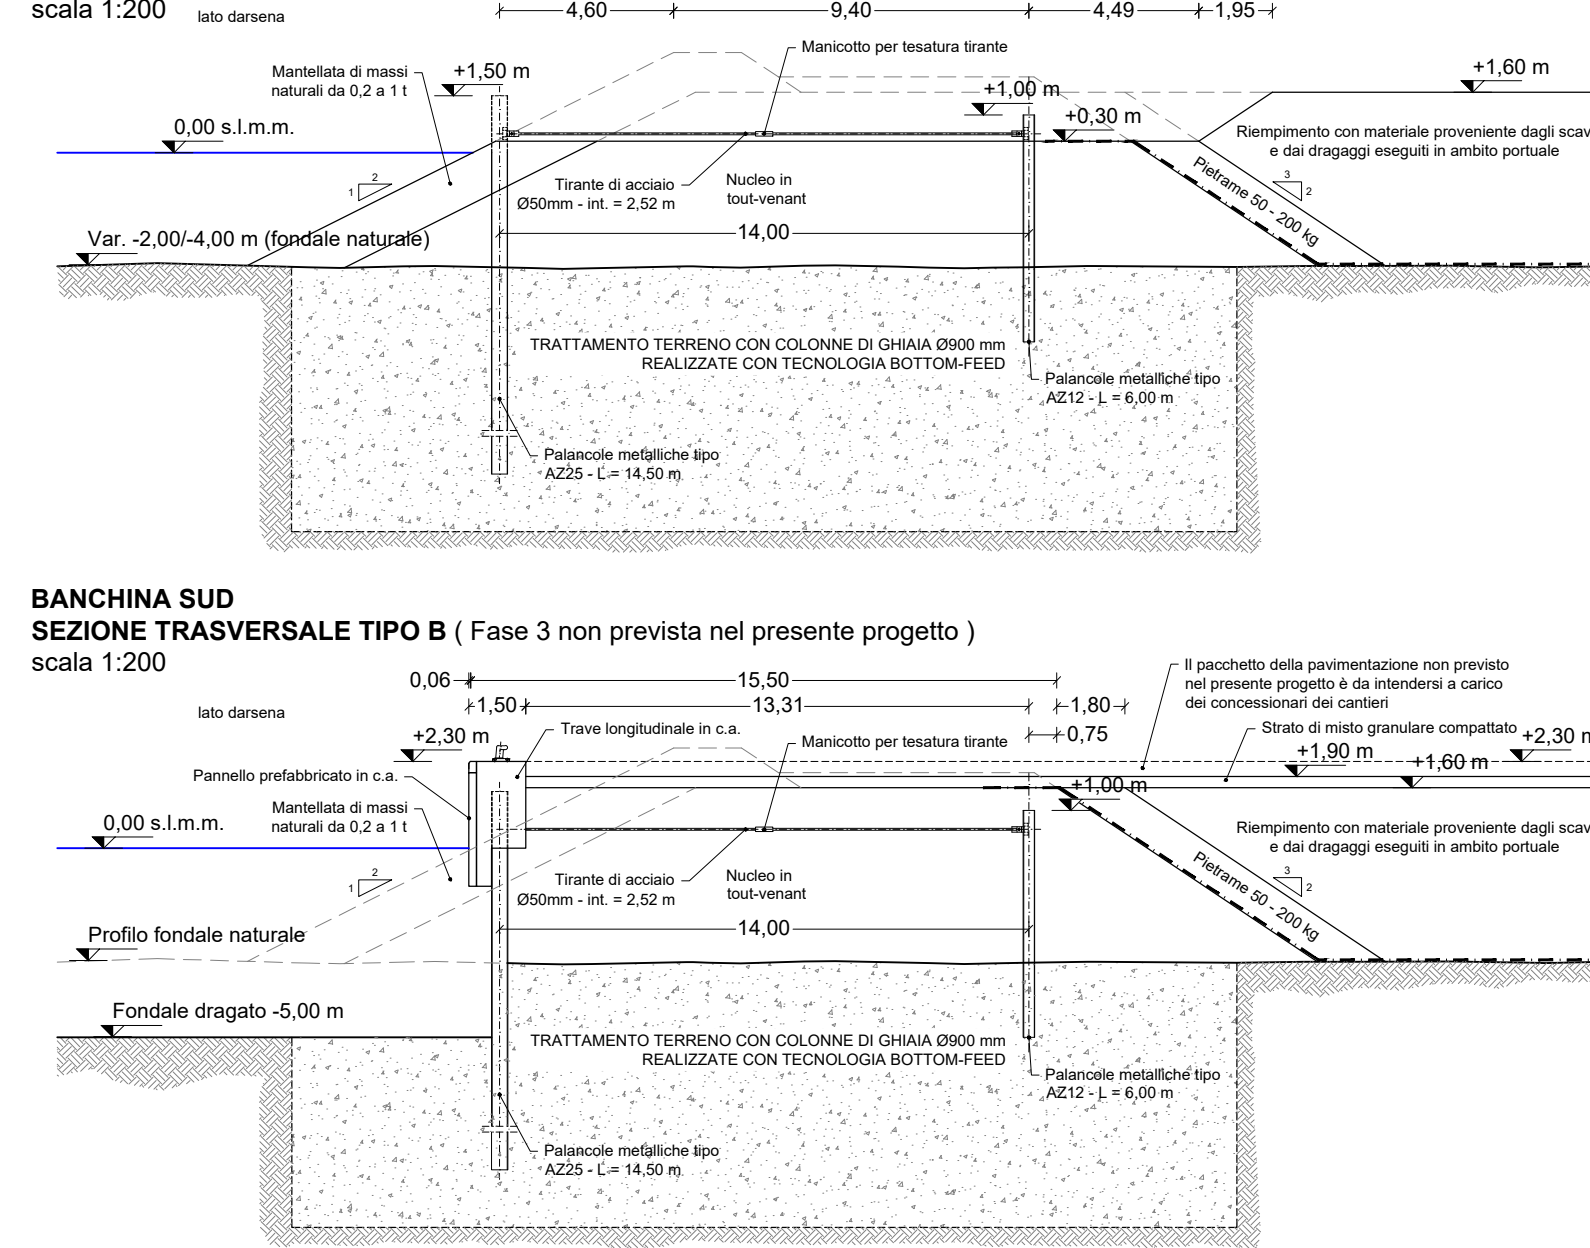 scala 1:200
lato darsena
4,60
9,40
4,49
1,95
Manicotto per tesatura tirante
Mantellata di massi
naturali da 0,2 a 1 t
+1,50 m
+1,00 m
+1,60 m
0,00 s.l.m.m.
+0,30 m
Riempimento con materiale proveniente dagli scav
e dai dragaggi eseguiti in ambito portuale
2
1
Tirante di acciaio
Ø50mm - int. = 2,52 m
Nucleo in
tout-venant
Pietrame 50 - 200 kg
3
2
14,00
Var. -2,00/-4,00 m (fondale naturale)
TRATTAMENTO TERRENO CON COLONNE DI GHIAIA Ø900 mm
REALIZZATE CON TECNOLOGIA BOTTOM-FEED
Palancole metalliche tipo
AZ12 - L = 6,00 m
Palancole metalliche tipo
AZ25 - L = 14,50 m
BANCHINA SUD
SEZIONE TRASVERSALE TIPO B ( Fase 3 non prevista nel presente progetto )
scala 1:200
0,06
15,50
Il pacchetto della pavimentazione non previsto
nel presente progetto è da intendersi a carico
dei concessionari dei cantieri
lato darsena
1,50
13,31
1,80
0,75
Trave longitudinale in c.a.
Strato di misto granulare compattato
+2,30 m
Manicotto per tesatura tirante
+1,90 m
+2,30 m
Pannello prefabbricato in c.a.
+1,60 m
+1,00 m
Mantellata di massi
naturali da 0,2 a 1 t
0,00 s.l.m.m.
Riempimento con materiale proveniente dagli scav
e dai dragaggi eseguiti in ambito portuale
2
1
Tirante di acciaio
Ø50mm - int. = 2,52 m
Nucleo in
tout-venant
Pietrame 50 - 200 kg
3
2
14,00
Profilo fondale naturale
Fondale dragato -5,00 m
TRATTAMENTO TERRENO CON COLONNE DI GHIAIA Ø900 mm
REALIZZATE CON TECNOLOGIA BOTTOM-FEED
Palancole metalliche tipo
AZ12 - L = 6,00 m
Palancole metalliche tipo
AZ25 - L = 14,50 m